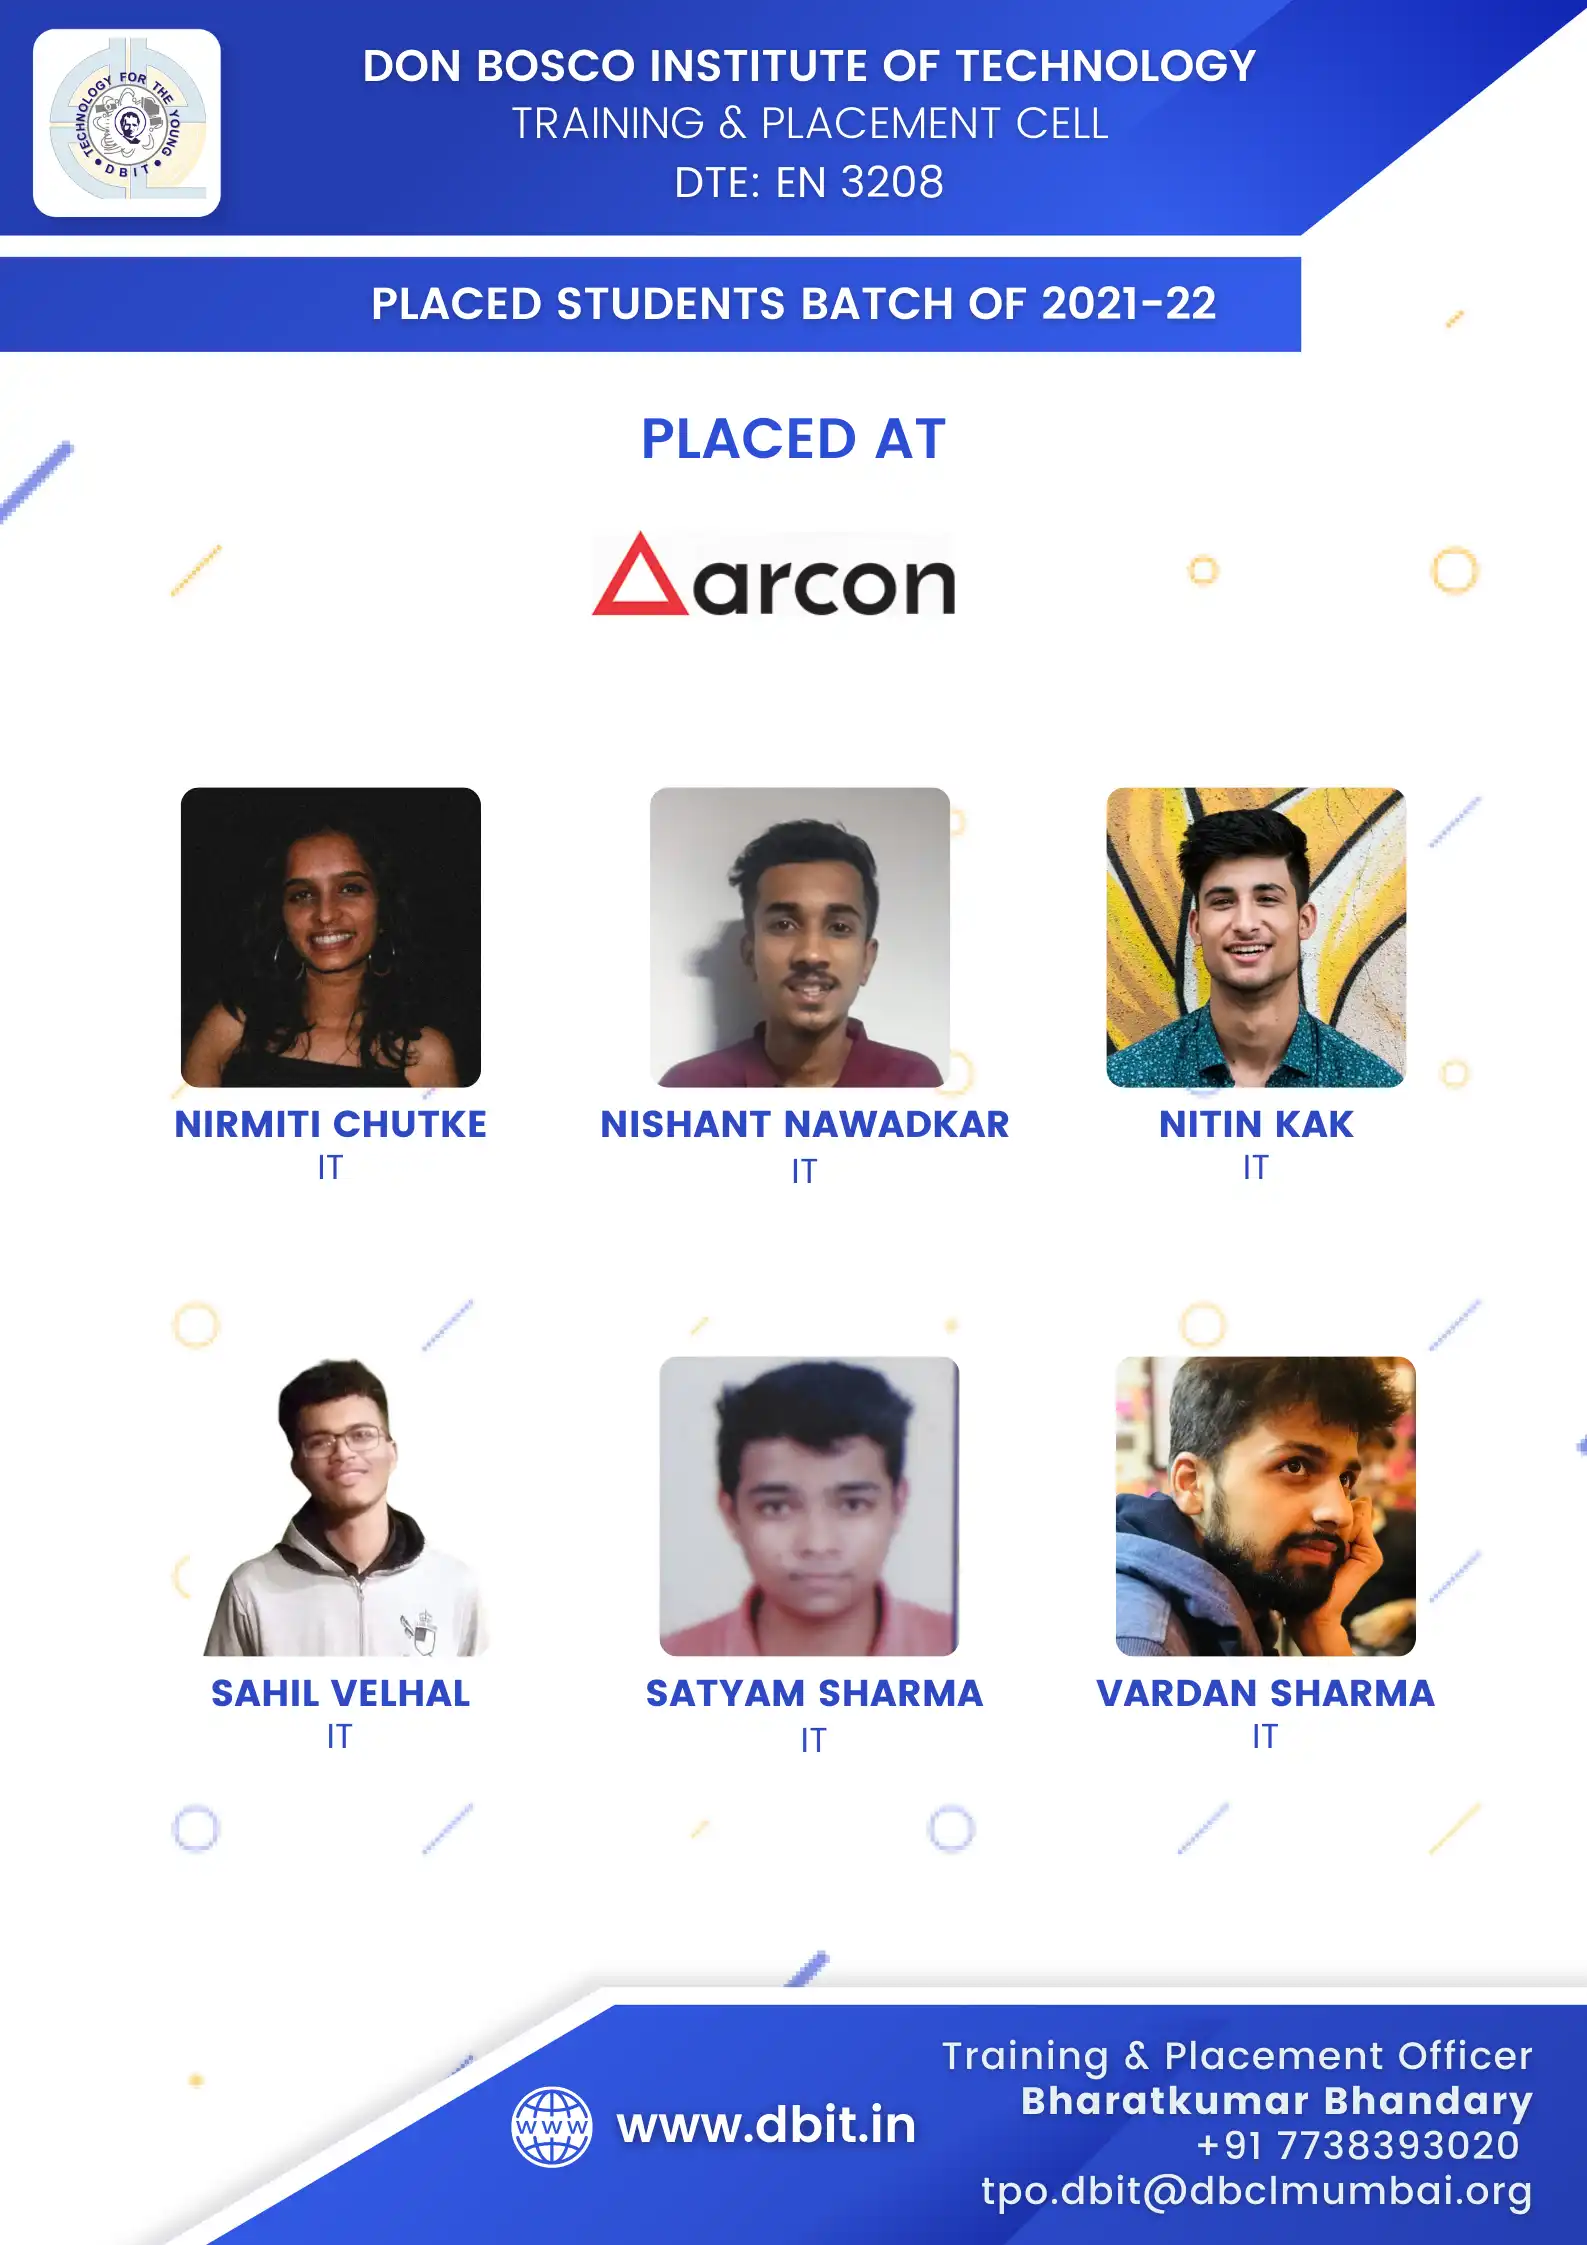 TECHNOLOGY FOR THE YOUNG
DBIT
DON BOSCO INSTITUTE OF TECHNOLOGY
TRAINING & PLACEMENT CELL
DTE: EN 3208
PLACED STUDENTS BATCH OF 2021-22
PLACED AT
arcon
NIRMITI CHUTKE
IT
NISHANT NAWADKAR
IT
NITIN KAK
IT
SAHIL VELHAL
IT
SATYAM SHARMA
IT
VARDAN SHARMA
IT
WWW
www.dbit.in
Training & Placement Officer
Bharatkumar Bhandary
+91 7738393020
tpo.dbit@dbclmumbai.org